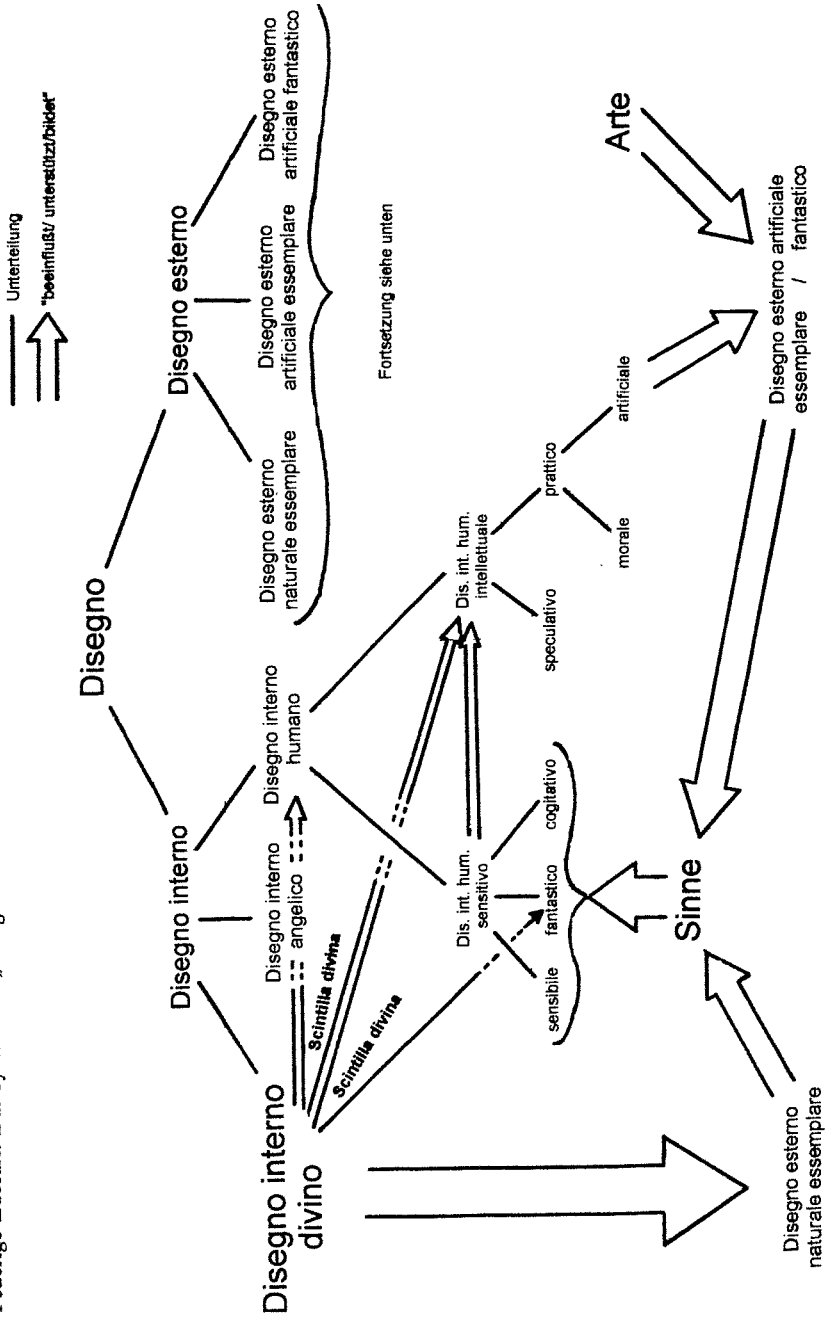 Unterteilung
"beeinflußt/ unterstützt/bildet"
Disegno
Disegno interno
Disegno esterno
Disegno interno
divino
Disegno interno
angelico
Disegno interno
humano
Disegno esterno
naturale essemplare
Disegno esterno
artificiale essemplare
Disegno esterno
artificiale fantastico
Fortsetzung siehe unten
Scintilla divina
Scintilla divina
Dis. int. hum.
sensitivo
Dis. int. hum.
intellettuale
sensibile
fantastico
cogitativo
speculativo
prattico
morale
artificiale
Arte
Sinne
Disegno esterno
naturale essemplare
Disegno esterno artificiale
essemplare / fantastico